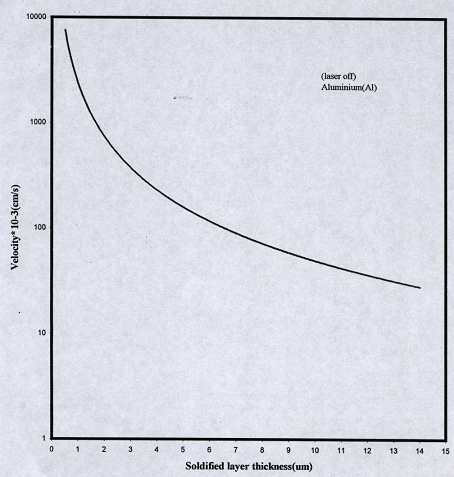 10000
1000
100
10
1
(laser off)
Aluminium(Al)
Velocity*10-3(cm/s)
0 1 2 3 4 5 6 7 8 9 10 11 12 13 14 15
Soldified layer thickness(um)